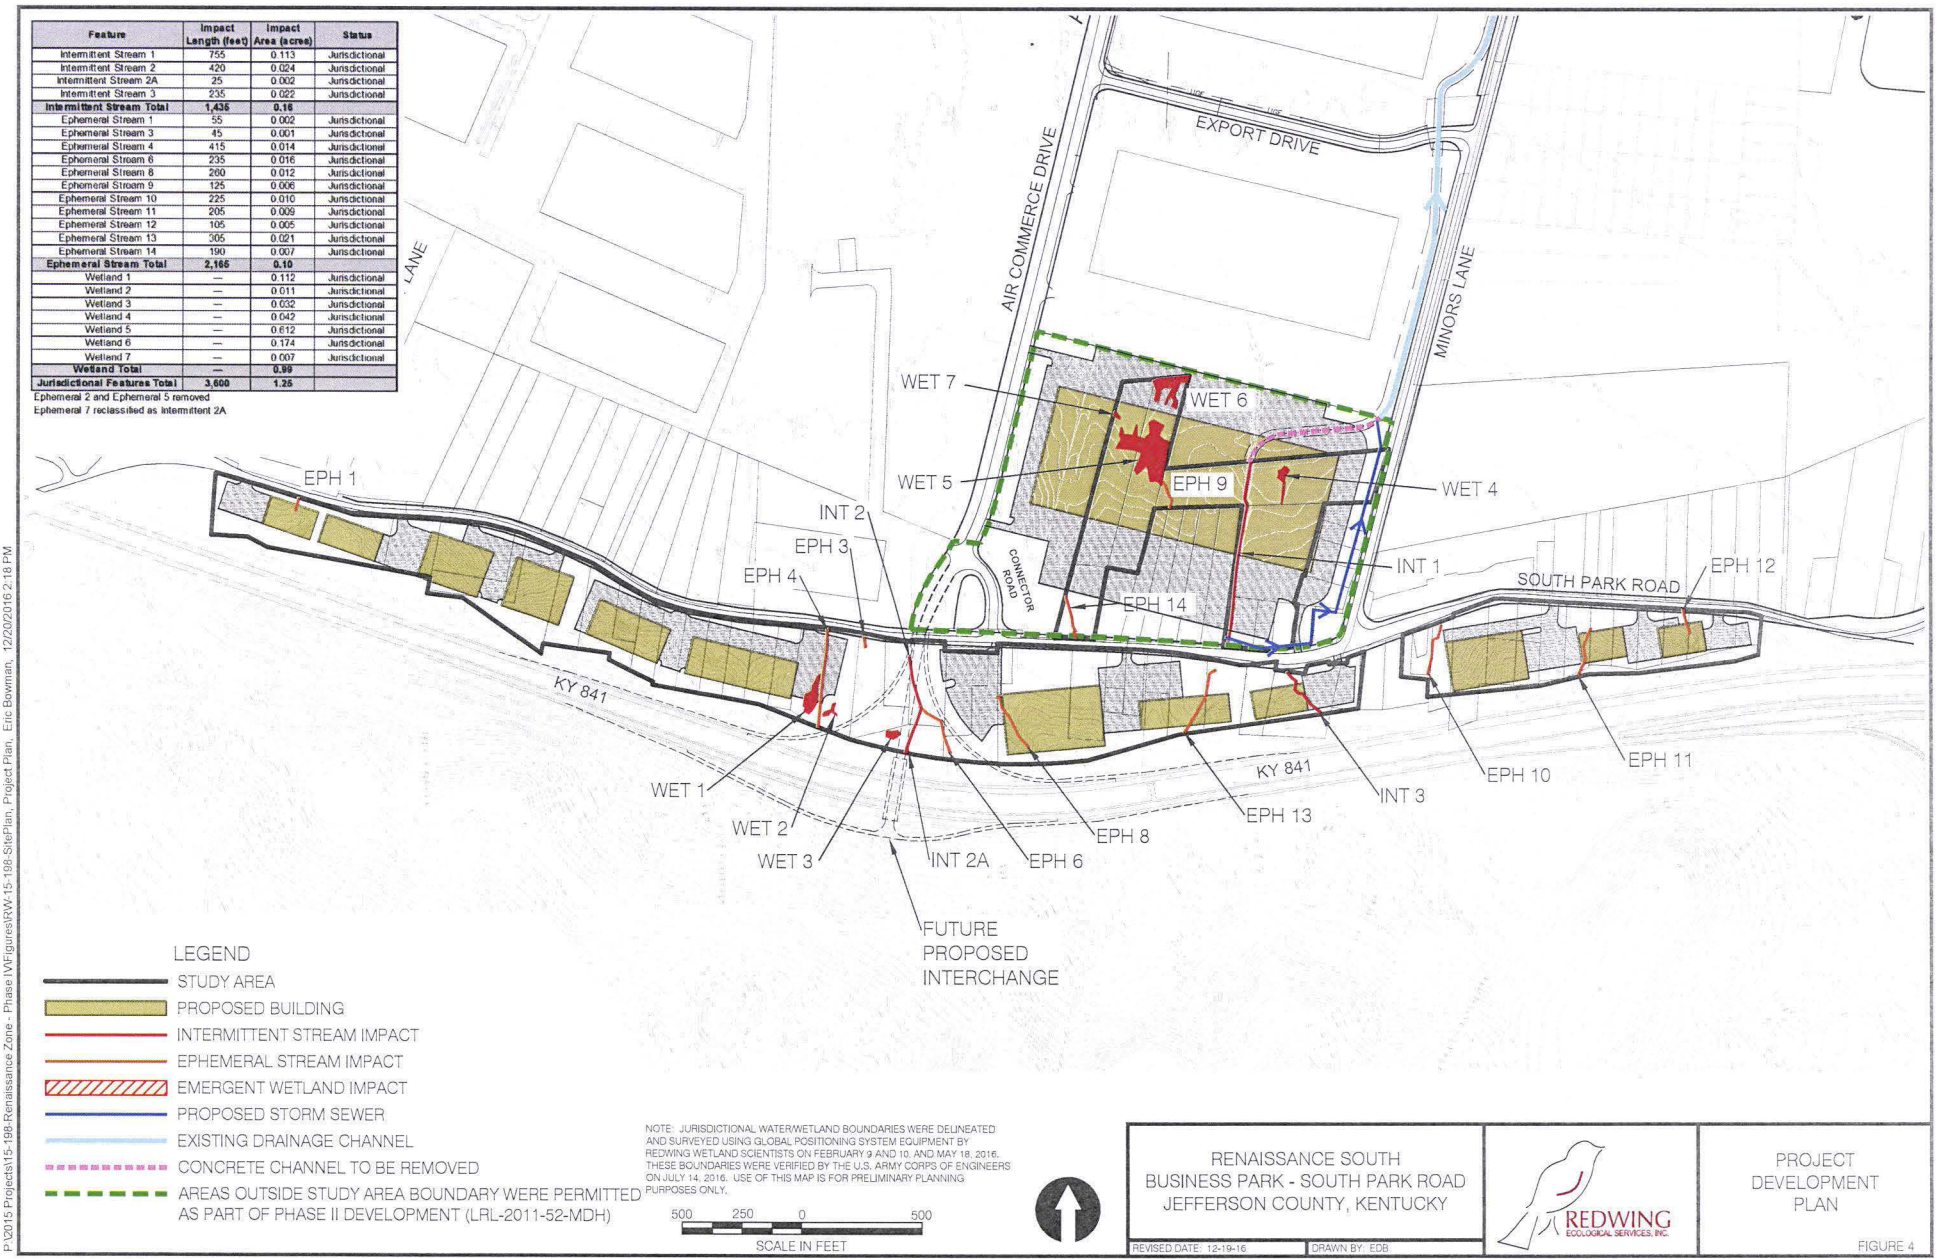 Feature Impact Length (feet) Impact Area (acres) Status
Intermittent Stream 1 755 0.113 Jurisdictional
Intermittent Stream 2 420 0.024 Jurisdictional
Intermittent Stream 2A 25 0.002 Jurisdictional
Intermittent Stream 3 235 0.022 Jurisdictional
Intermittent Stream Total 1,435 0.16
Ephemeral Stream 1 55 0.002 Jurisdictional
Ephemeral Stream 3 45 0.001 Jurisdictional
Ephemeral Stream 4 415 0.014 Jurisdictional
Ephemeral Stream 6 235 0.016 Jurisdictional
Ephemeral Stream 8 260 0.012 Jurisdictional
Ephemeral Stream 9 125 0.006 Jurisdictional
Ephemeral Stream 10 225 0.010 Jurisdictional
Ephemeral Stream 11 205 0.009 Jurisdictional
Ephemeral Stream 12 105 0.005 Jurisdictional
Ephemeral Stream 13 305 0.021 Jurisdictional
Ephemeral Stream 14 190 0.007 Jurisdictional
Ephemeral Stream Total 2,165 0.10
Wetland 1 — 0.112 Jurisdictional
Wetland 2 — 0.011 Jurisdictional
Wetland 3 — 0.032 Jurisdictional
Wetland 4 — 0.042 Jurisdictional
Wetland 5 — 0.612 Jurisdictional
Wetland 6 — 0.174 Jurisdictional
Wetland 7 — 0.007 Jurisdictional
Wetland Total — 0.99
Jurisdictional Features Total 3,600 1.25
Ephemeral 2 and Ephemeral 5 removed
Ephemeral 7 reclassified as Intermittent 2A
LANE
AIR COMMERCE DRIVE
EXPORT DRIVE
MINORS LANE
WET 7
WET 6
WET 5
EPH 9
WET 4
EPH 1
INT 2
EPH 3
EPH 4
CONNECTOR
ROAD
INT 1
EPH 14
SOUTH PARK ROAD
EPH 12
KY 841
WET 1
WET 2
WET 3
INT 2A
EPH 6
EPH 8
KY 841
EPH 13
INT 3
EPH 10
EPH 11
FUTURE
PROPOSED
INTERCHANGE
LEGEND
STUDY AREA
PROPOSED BUILDING
INTERMITTENT STREAM IMPACT
EPHEMERAL STREAM IMPACT
EMERGENT WETLAND IMPACT
PROPOSED STORM SEWER
EXISTING DRAINAGE CHANNEL
CONCRETE CHANNEL TO BE REMOVED
AREAS OUTSIDE STUDY AREA BOUNDARY WERE PERMITTED
AS PART OF PHASE II DEVELOPMENT (LRL-2011-52-MDH)
NOTE: JURISDICTIONAL WATER/WETLAND BOUNDARIES WERE DELINEATED
AND SURVEYED USING GLOBAL POSITIONING SYSTEM EQUIPMENT BY
REDWING WETLAND SCIENTISTS ON FEBRUARY 9 AND 10, AND MAY 18, 2016.
THESE BOUNDARIES WERE VERIFIED BY THE U.S. ARMY CORPS OF ENGINEERS
ON JULY 14, 2016. USE OF THIS MAP IS FOR PRELIMINARY PLANNING
PURPOSES ONLY.
500 250 0 500
SCALE IN FEET
RENAISSANCE SOUTH
BUSINESS PARK - SOUTH PARK ROAD
JEFFERSON COUNTY, KENTUCKY
REVISED DATE: 12-19-16
DRAWN BY: EDB
REDWING
ECOLOGICAL SERVICES, INC.
PROJECT
DEVELOPMENT
PLAN
FIGURE 4
P:\2015 Projects\15-198-Renaissance Zone - Phase IV\Figures\RW-15-198-SitePlan, Project Plan, Eric Bowman, 12/20/2016 2:18 PM